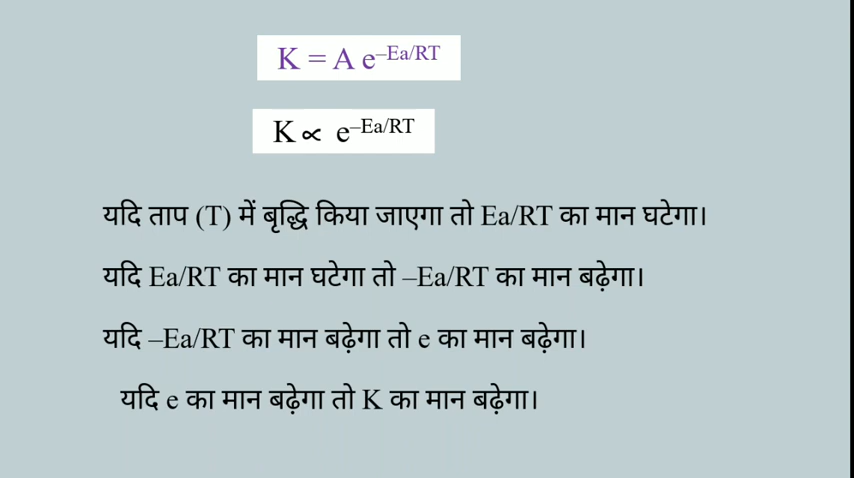 K = A e–Ea/RT
K ∝ e–Ea/RT
यदि ताप (T) में बृद्धि किया जाएगा तो Ea/RT का मान घटेगा।
यदि Ea/RT का मान घटेगा तो –Ea/RT का मान बढ़ेगा।
यदि –Ea/RT का मान बढ़ेगा तो e का मान बढ़ेगा।
यदि e का मान बढ़ेगा तो K का मान बढ़ेगा।